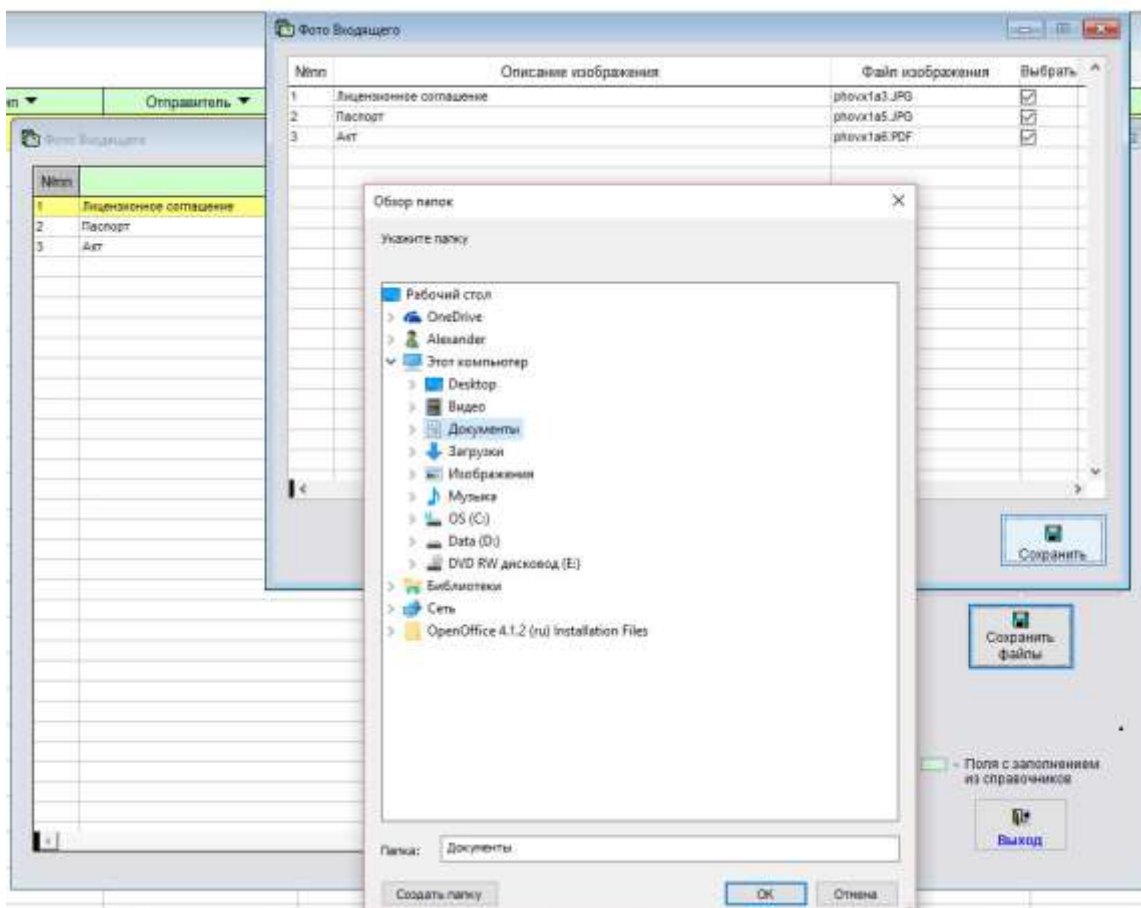 Фото Входящего
№пп Описание изображения Файл изображения Выбрать
1 Лицензионное соглашение phovx1a3.JPG
2 Паспорт phovx1a5.JPG
3 Акт phovx1a6.PDF
Отправитель
Фото Входящего
№пп
1 Лицензионное соглашение
2 Паспорт
3 Акт
Обзор папок
Укажите папку
Рабочий стол
OneDrive
Alexander
Этот компьютер
Desktop
Видео
Документы
Загрузки
Изображения
Музыка
OS (C:)
Data (D:)
DVD RW дисковод (E:)
Библиотеки
Сеть
OpenOffice 4.1.2 (ru) Installation Files
Папка: Документы
Создать папку OK Отмена
Сохранить
Сохранить
файлы
- Поля с заполнением
из справочников
Выход